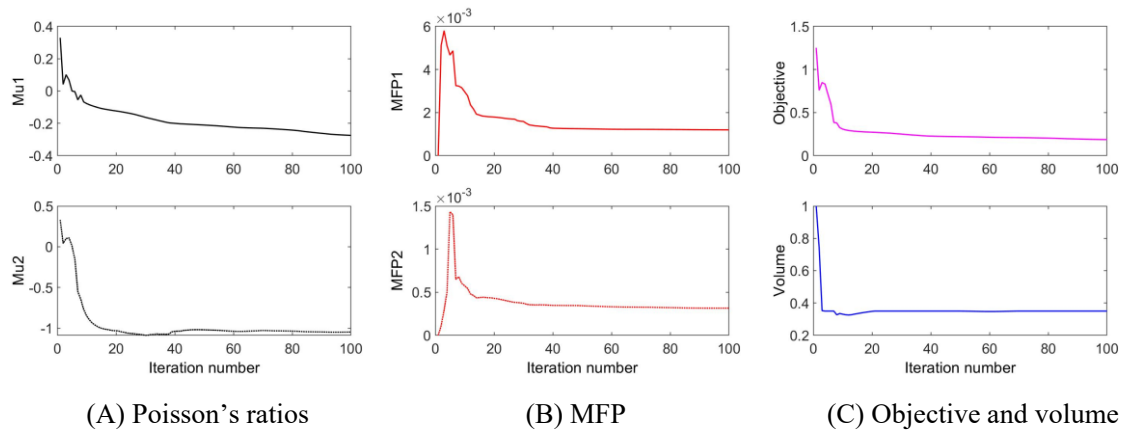 0.4
0.2
0
-0.2
-0.4
Mu1
0 20 40 60 80 100
×10⁻³
6
4
2
0
MFP1
0 20 40 60 80 100
1.5
1
0.5
0
Objective
0 20 40 60 80 100
0.5
0
-0.5
-1
Mu2
0 20 40 60 80 100
Iteration number
×10⁻³
1.5
1
0.5
0
MFP2
0 20 40 60 80 100
Iteration number
1
0.8
0.6
0.4
0.2
Volume
0 20 40 60 80 100
Iteration number
(A) Poisson’s ratios
(B) MFP
(C) Objective and volume